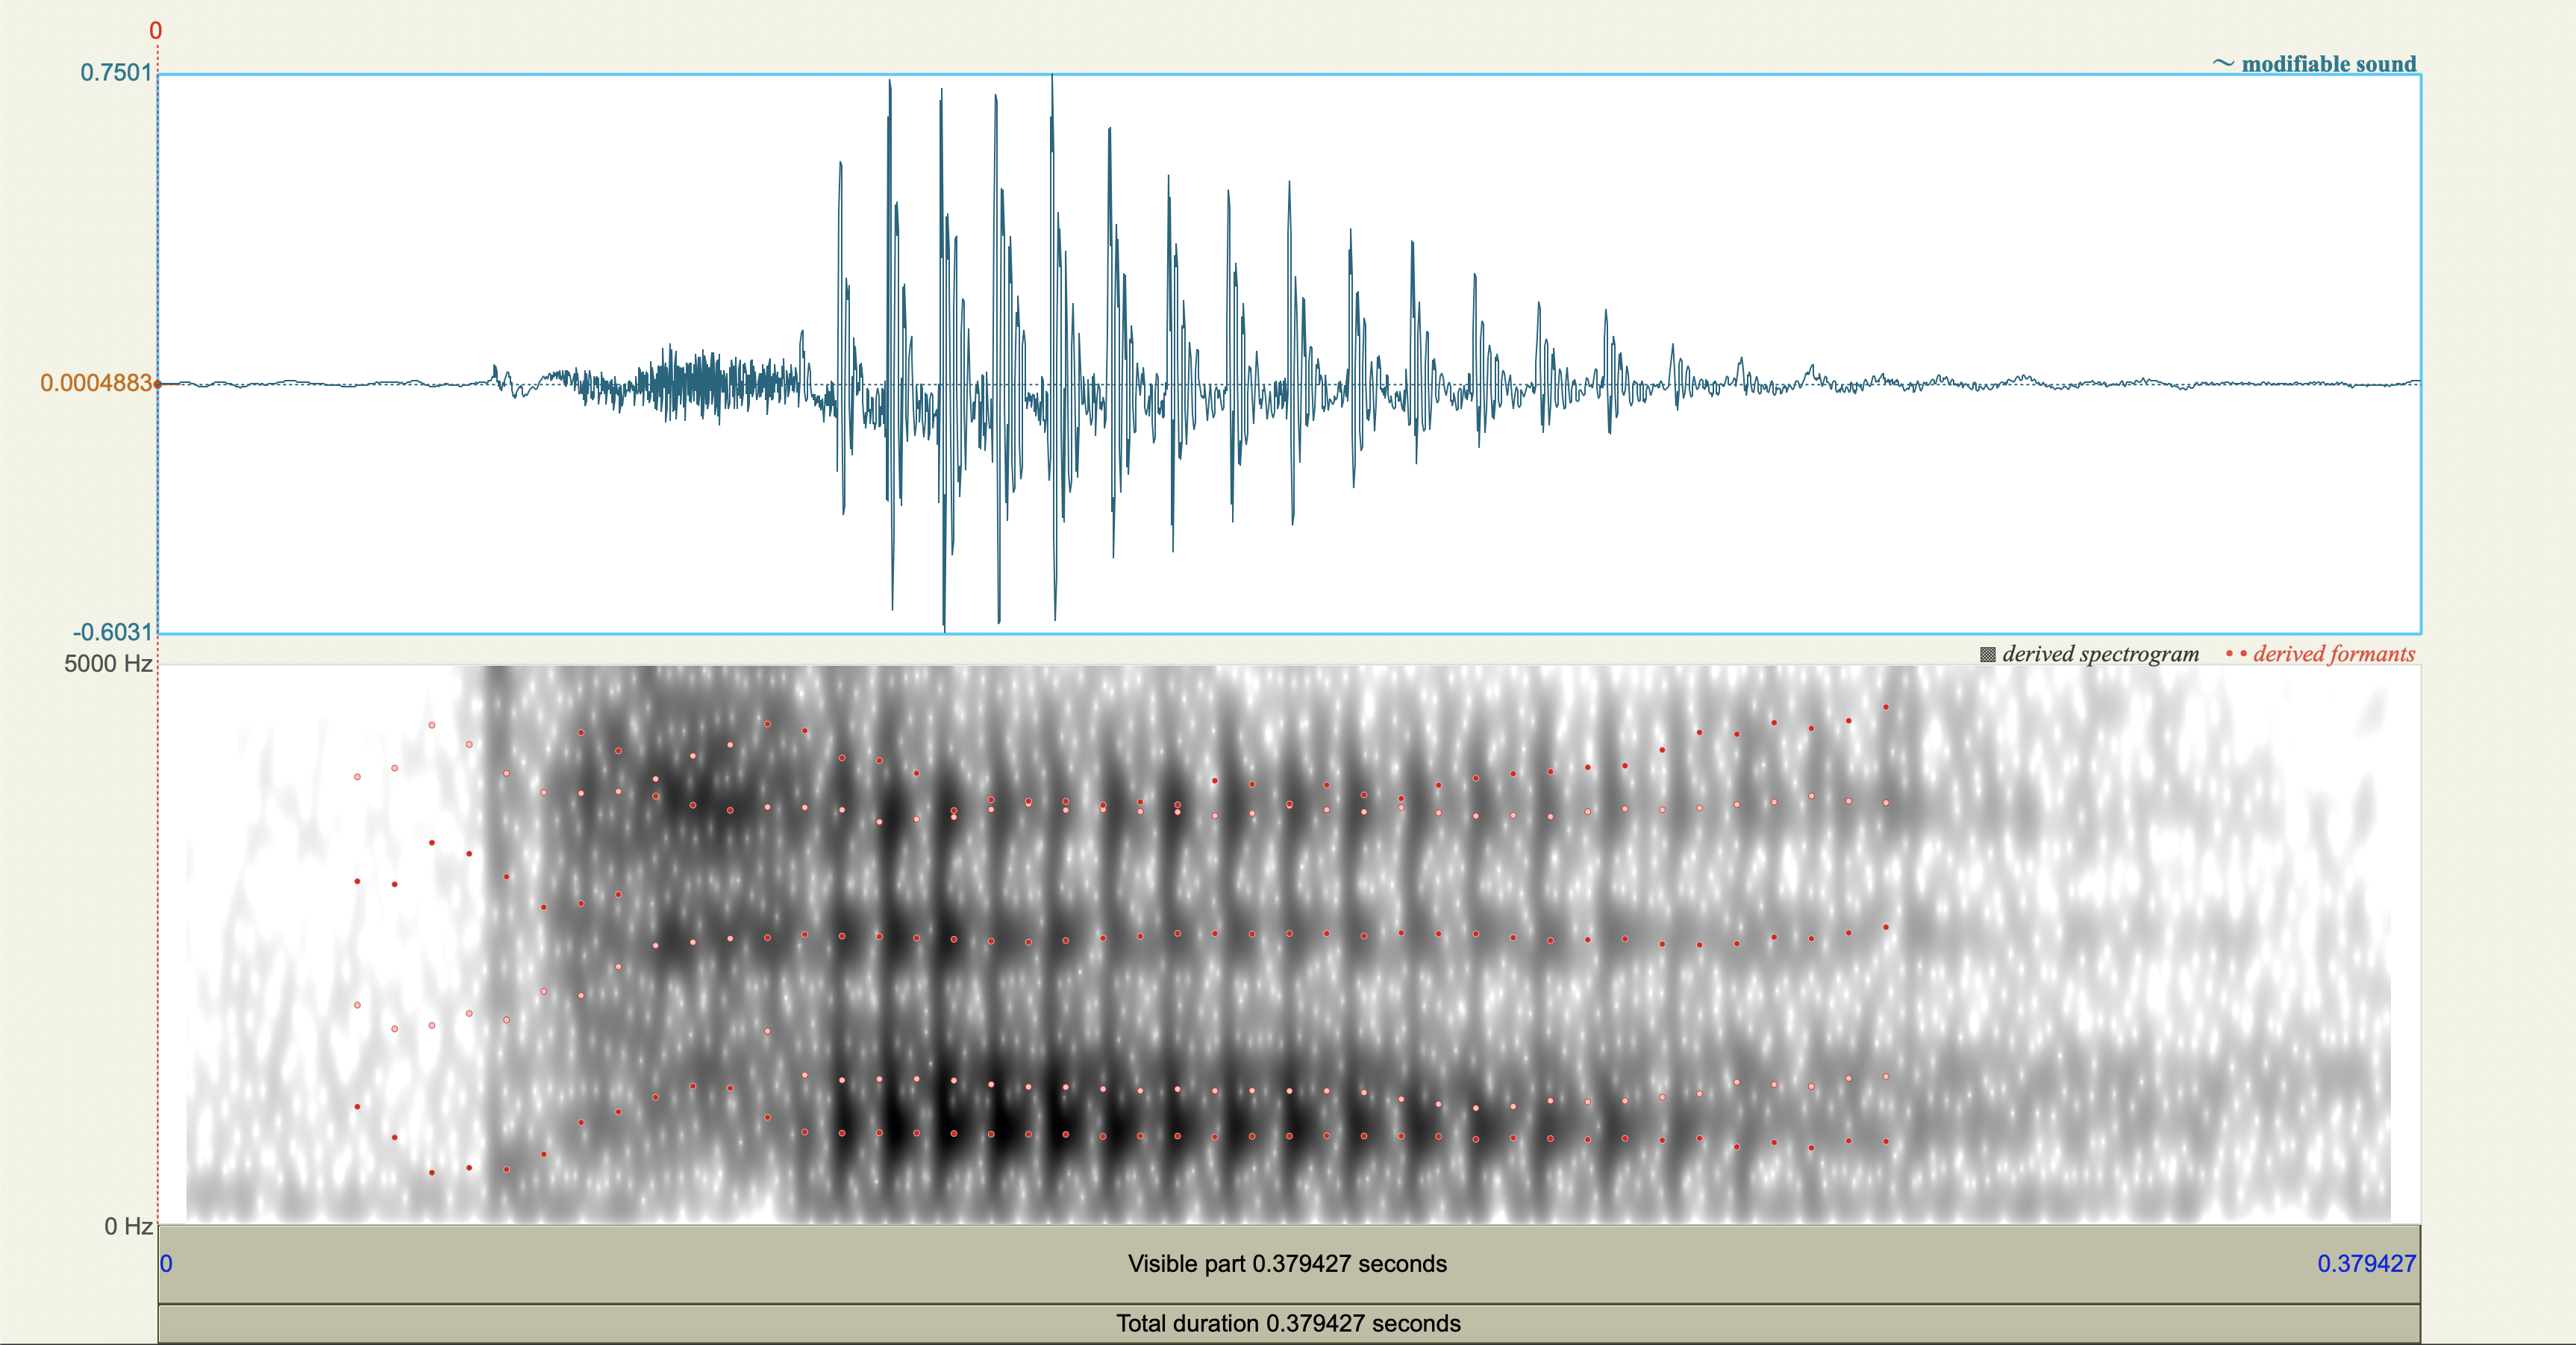 0
0.7501
~ modifiable sound
0.0004883
-0.6031
5000 Hz
derived spectrogram derived formants
0 Hz
0 Visible part 0.379427 seconds 0.379427
Total duration 0.379427 seconds